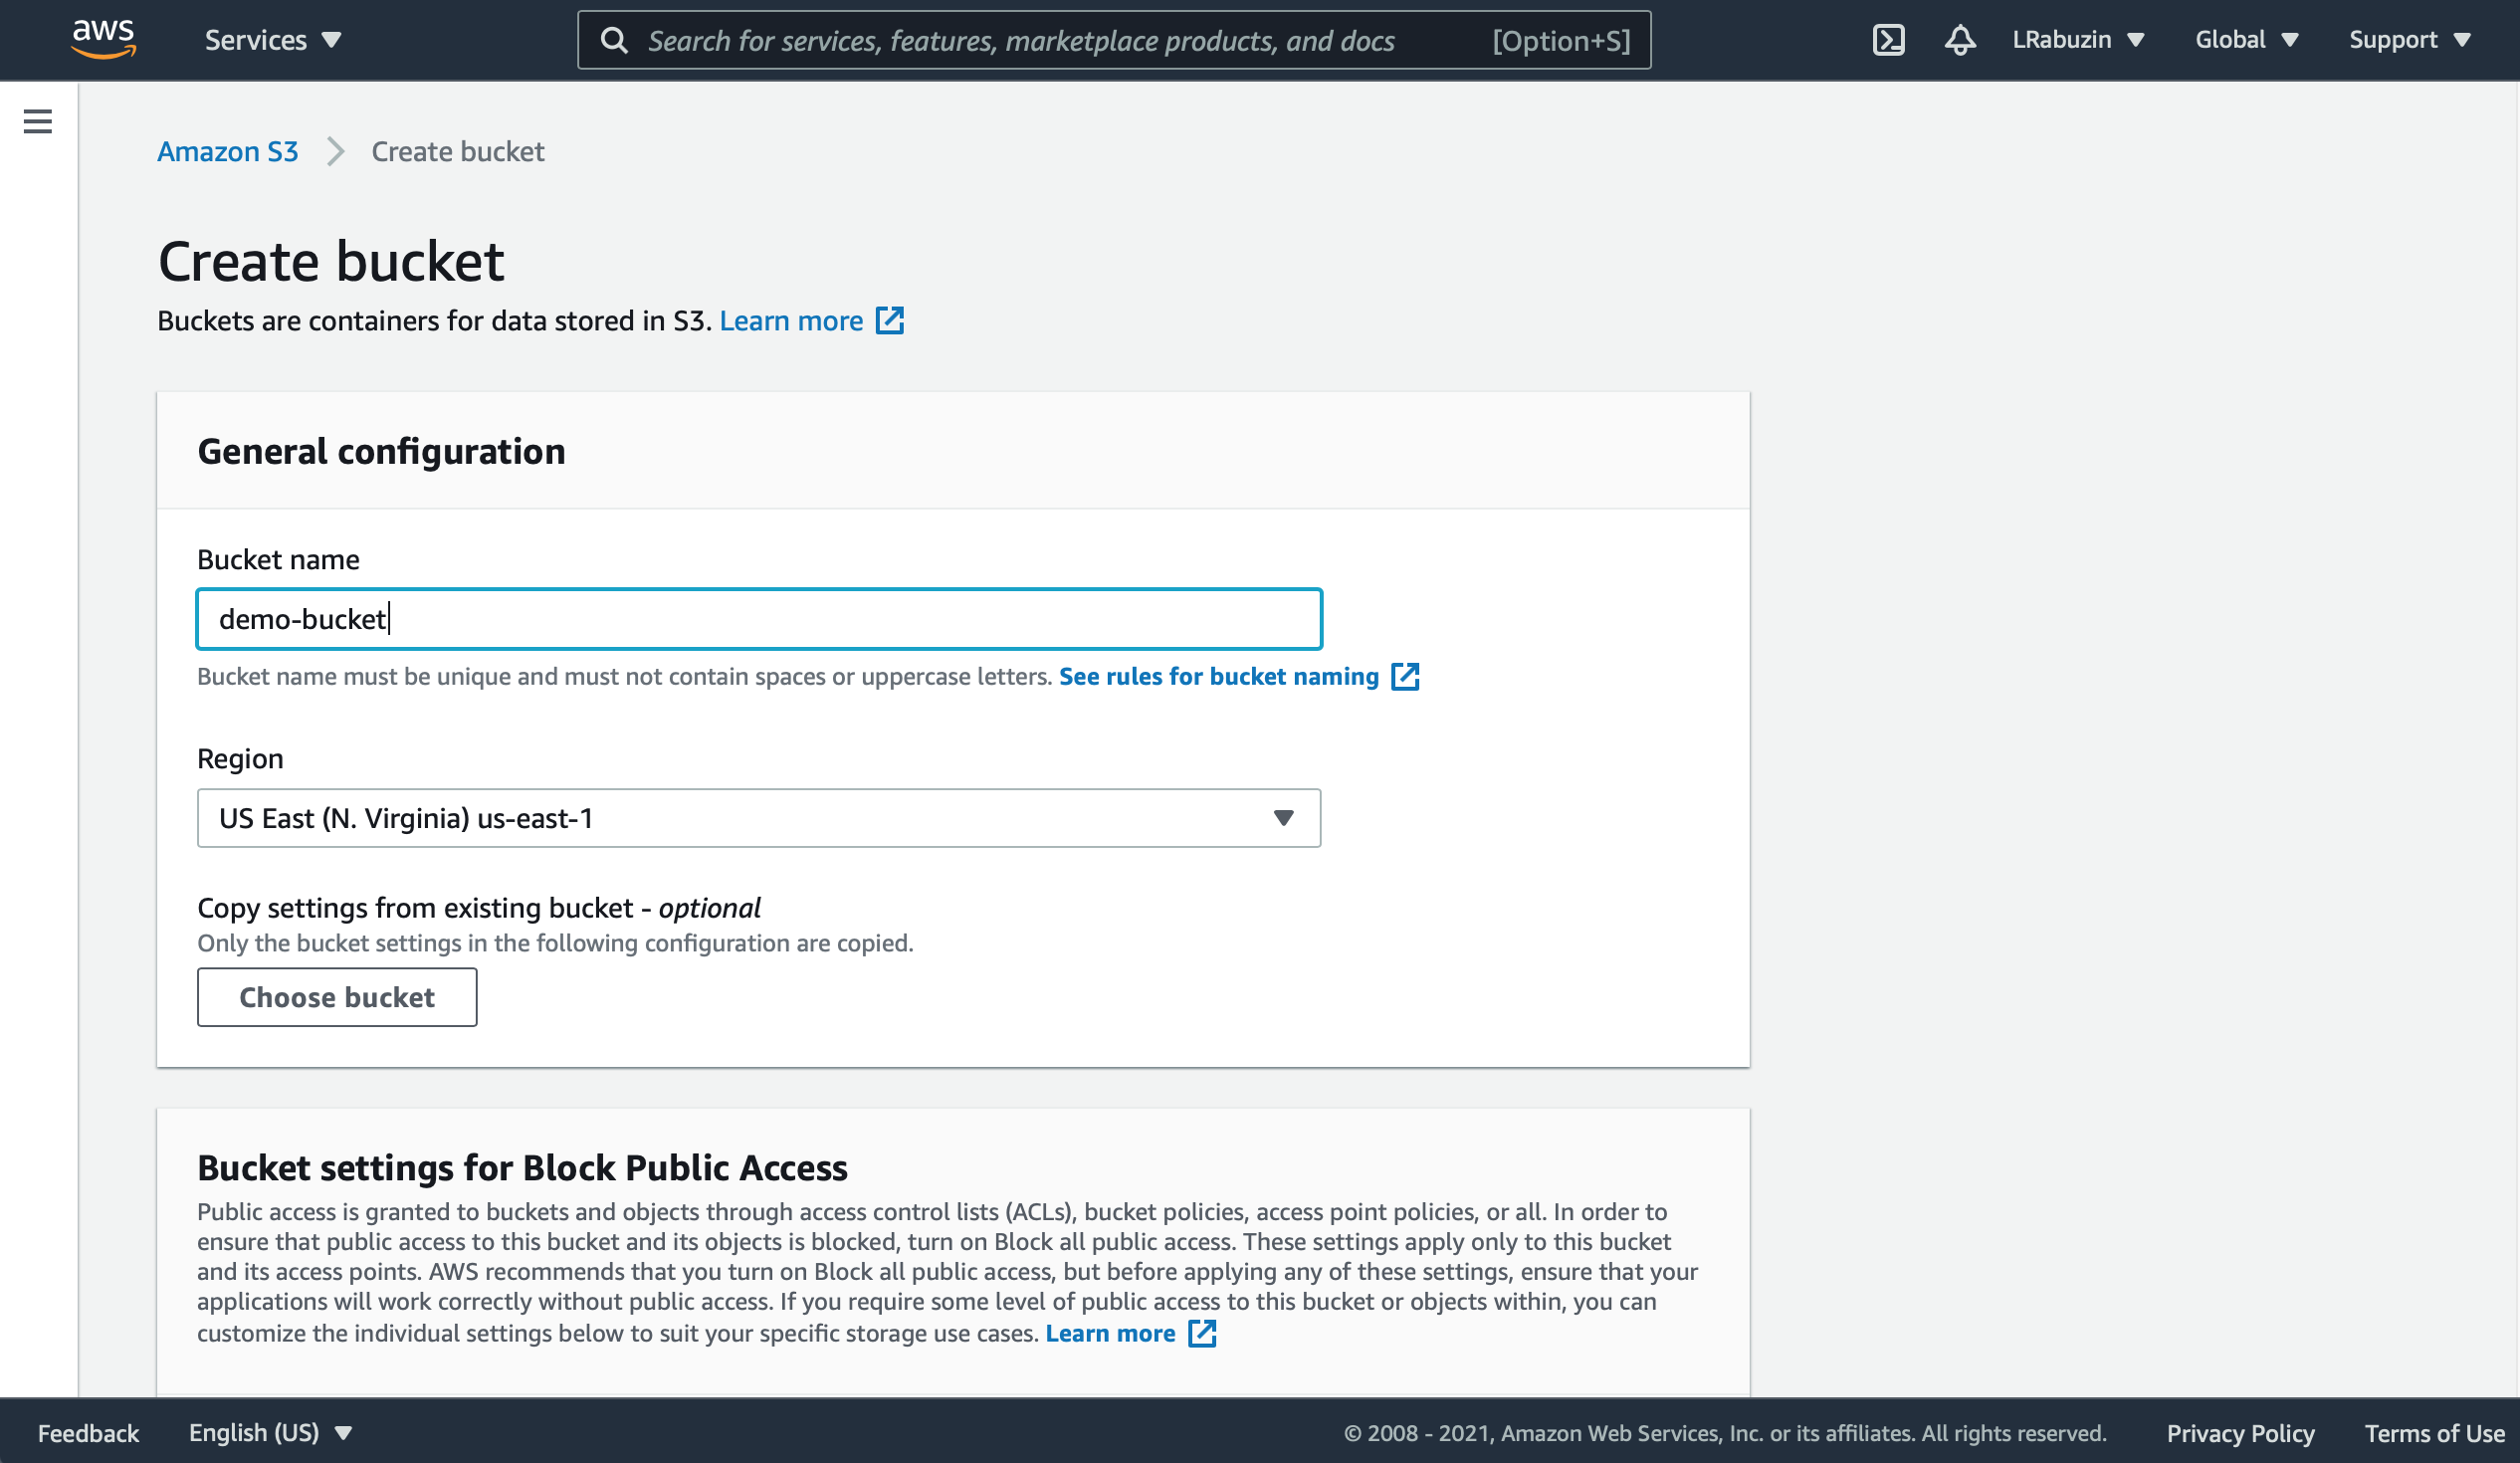 aws
Services
Search for services, features, marketplace products, and docs
[Option+S]
LRabuzin
Global
Support
Amazon S3
Create bucket
Create bucket
Buckets are containers for data stored in S3. Learn more
General configuration
Bucket name
demo-bucket
Bucket name must be unique and must not contain spaces or uppercase letters. See rules for bucket naming
Region
US East (N. Virginia) us-east-1
Copy settings from existing bucket - optional
Only the bucket settings in the following configuration are copied.
Choose bucket
Bucket settings for Block Public Access
Public access is granted to buckets and objects through access control lists (ACLs), bucket policies, access point policies, or all. In order to
ensure that public access to this bucket and its objects is blocked, turn on Block all public access. These settings apply only to this bucket
and its access points. AWS recommends that you turn on Block all public access, but before applying any of these settings, ensure that your
applications will work correctly without public access. If you require some level of public access to this bucket or objects within, you can
customize the individual settings below to suit your specific storage use cases. Learn more
Feedback
English (US)
© 2008 - 2021, Amazon Web Services, Inc. or its affiliates. All rights reserved.
Privacy Policy
Terms of Use